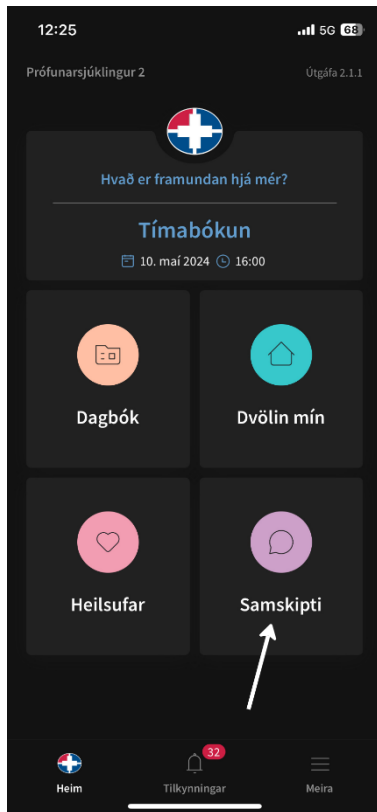 12:25
5G 68
Prófunarsjúklingur 2
Útgáfa 2.1.1
Hvað er framundan hjá mér?
Tímabókun
10. maí 2024 16:00
Dagbók
Dvölin mín
Heilsufar
Samskipti
32
Heim
Tilkynningar
Meira